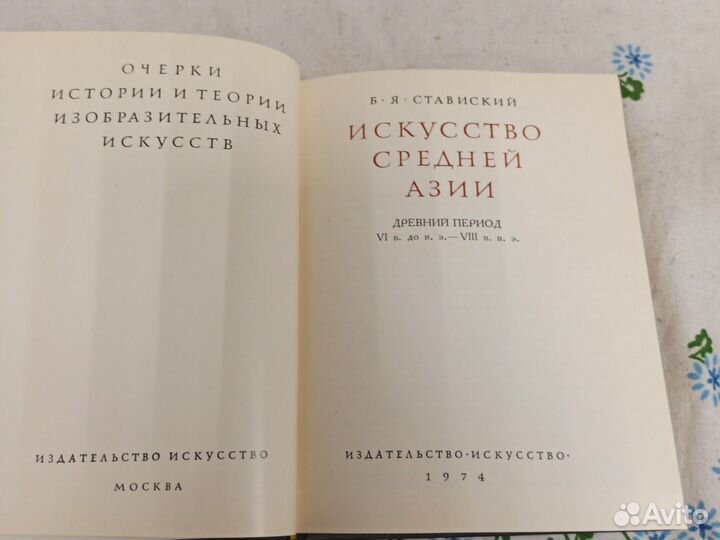 ОЧЕРКИ
ИСТОРИИ И ТЕОРИИ
ИЗОБРАЗИТЕЛЬНЫХ
ИСКУССТВ
ИЗДАТЕЛЬСТВО ИСКУССТВО
МОСКВА
Б · Я · СТАВИСКИЙ
ИСКУССТВО
СРЕДНЕЙ
АЗИИ
ДРЕВНИЙ ПЕРИОД
VI в. до н. э.—VIII в. н. э.
ИЗДАТЕЛЬСТВО·ИСКУССТВО·
1974
Avito